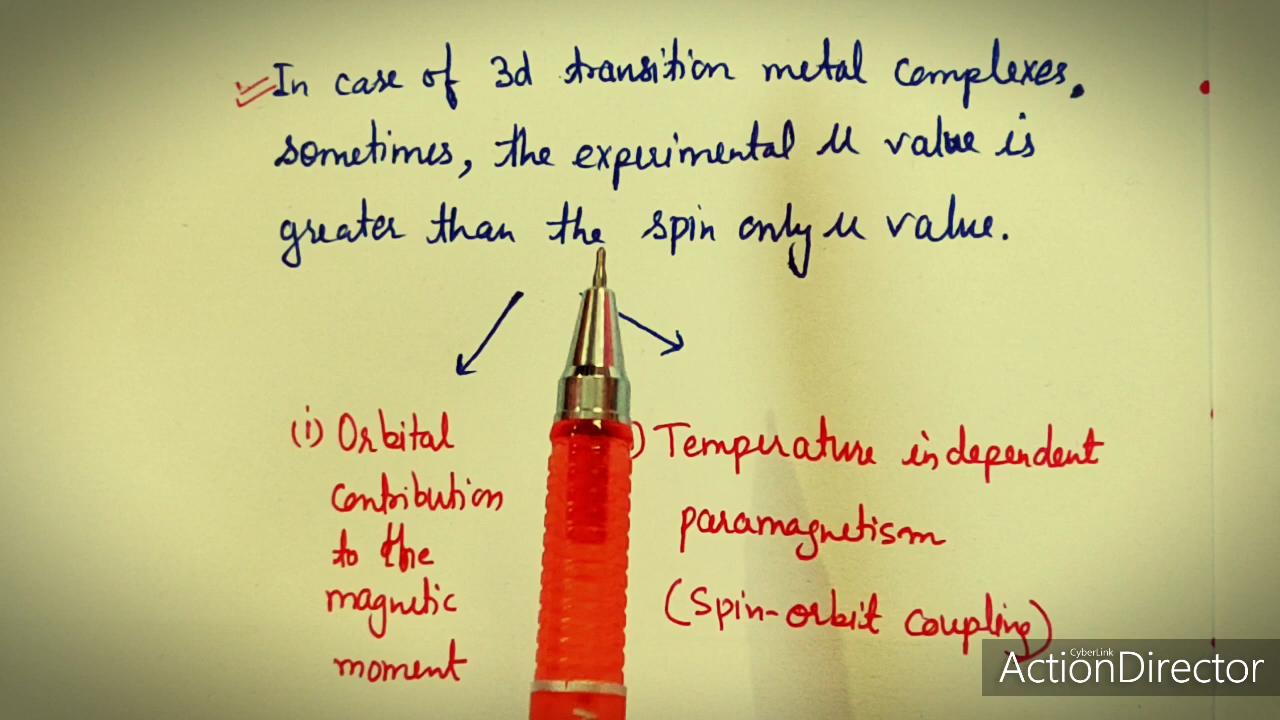 In case of 3d transition metal complexes,
sometimes, the experimental μ value is
greater than the spin only μ value.
(i) Orbital
contribution
to the
magnetic
moment
) Temperature independent
paramagnetism
(Spin-orbit coupling)
CyberLink
ActionDirector